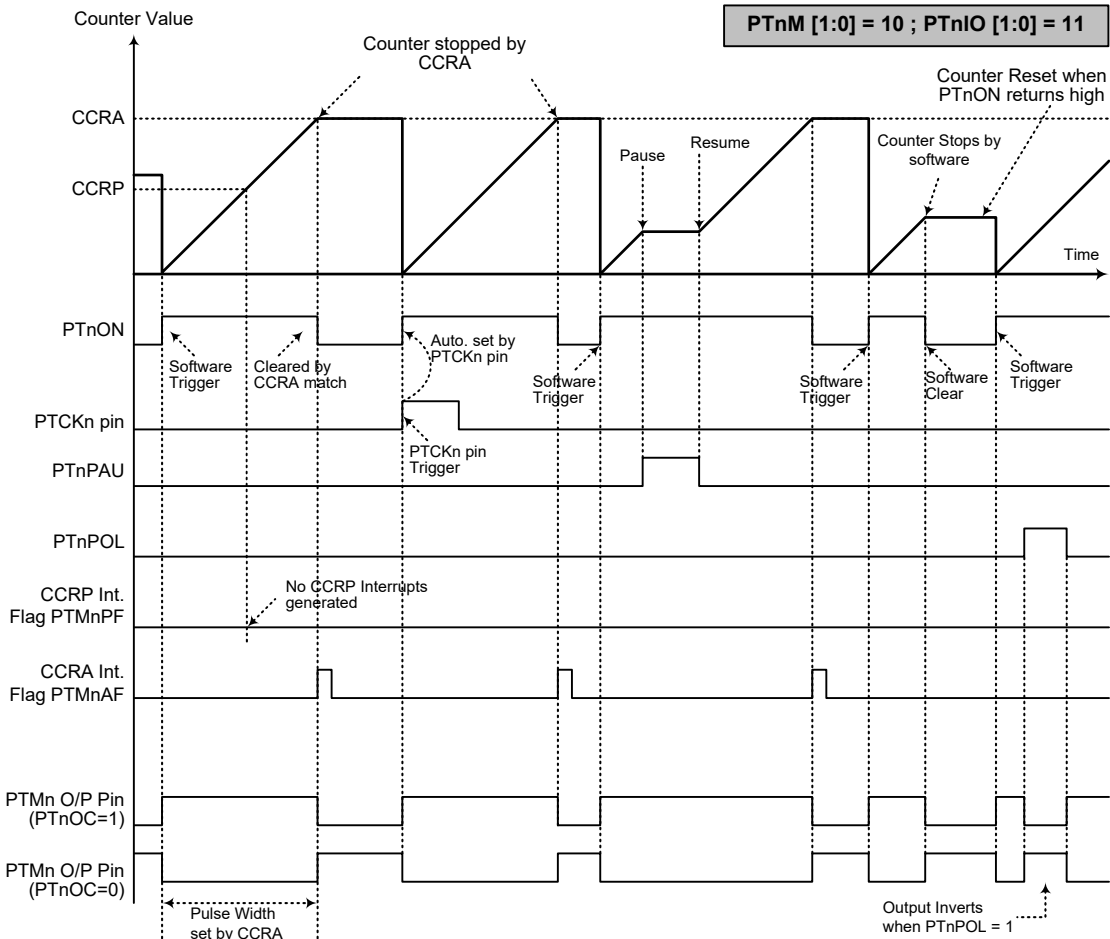 Counter Value
PTnM [1:0] = 10 ; PTnIO [1:0] = 11
Counter stopped by
CCRA
Counter Reset when
PTnON returns high
CCRA
Pause
Resume
Counter Stops by
software
CCRP
Time
PTnON
Software
Trigger
Cleared by
CCRA match
Auto. set by
PTCKn pin
Software
Trigger
Software
Trigger
Software
Clear
Software
Trigger
PTCKn pin
PTCKn pin
Trigger
PTnPAU
PTnPOL
CCRP Int.
Flag PTMnPF
No CCRP Interrupts
generated
CCRA Int.
Flag PTMnAF
PTMn O/P Pin
(PTnOC=1)
PTMn O/P Pin
(PTnOC=0)
Pulse Width
set by CCRA
Output Inverts
when PTnPOL = 1